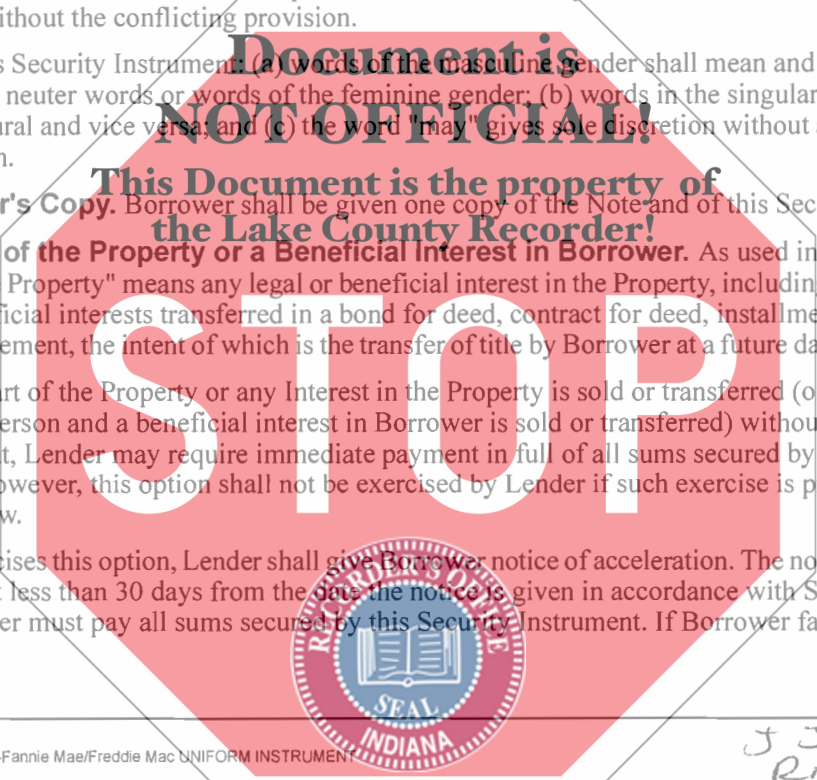 ithout the conflicting provision.
Document is
s Security Instrument: (a) words of the masculine gender shall mean and
neuter words or words of the feminine gender; (b) words in the singular
NOT OFFICIAL!
ural and vice versa; and (c) the word "may" gives sole discretion without
n.
This Document is the property of
r's Copy. Borrower shall be given one copy of the Note and of this Sec
the Lake County Recorder!
of the Property or a Beneficial Interest in Borrower. As used in
Property" means any legal or beneficial interest in the Property, including
ficial interests transferred in a bond for deed, contract for deed, installme
ement, the intent of which is the transfer of title by Borrower at a future da
STOP
rt of the Property or any Interest in the Property is sold or transferred (o
erson and a beneficial interest in Borrower is sold or transferred) withou
t, Lender may require immediate payment in full of all sums secured by
owever, this option shall not be exercised by Lender if such exercise is p
w.
cises this option, Lender shall give Borrower notice of acceleration. The no
t less than 30 days from the date the notice is given in accordance with S
er must pay all sums secured by this Security Instrument. If Borrower fa
RECORDER'S OFFICE
SEAL
INDIANA
-Fannie Mae/Freddie Mac UNIFORM INSTRUMENT